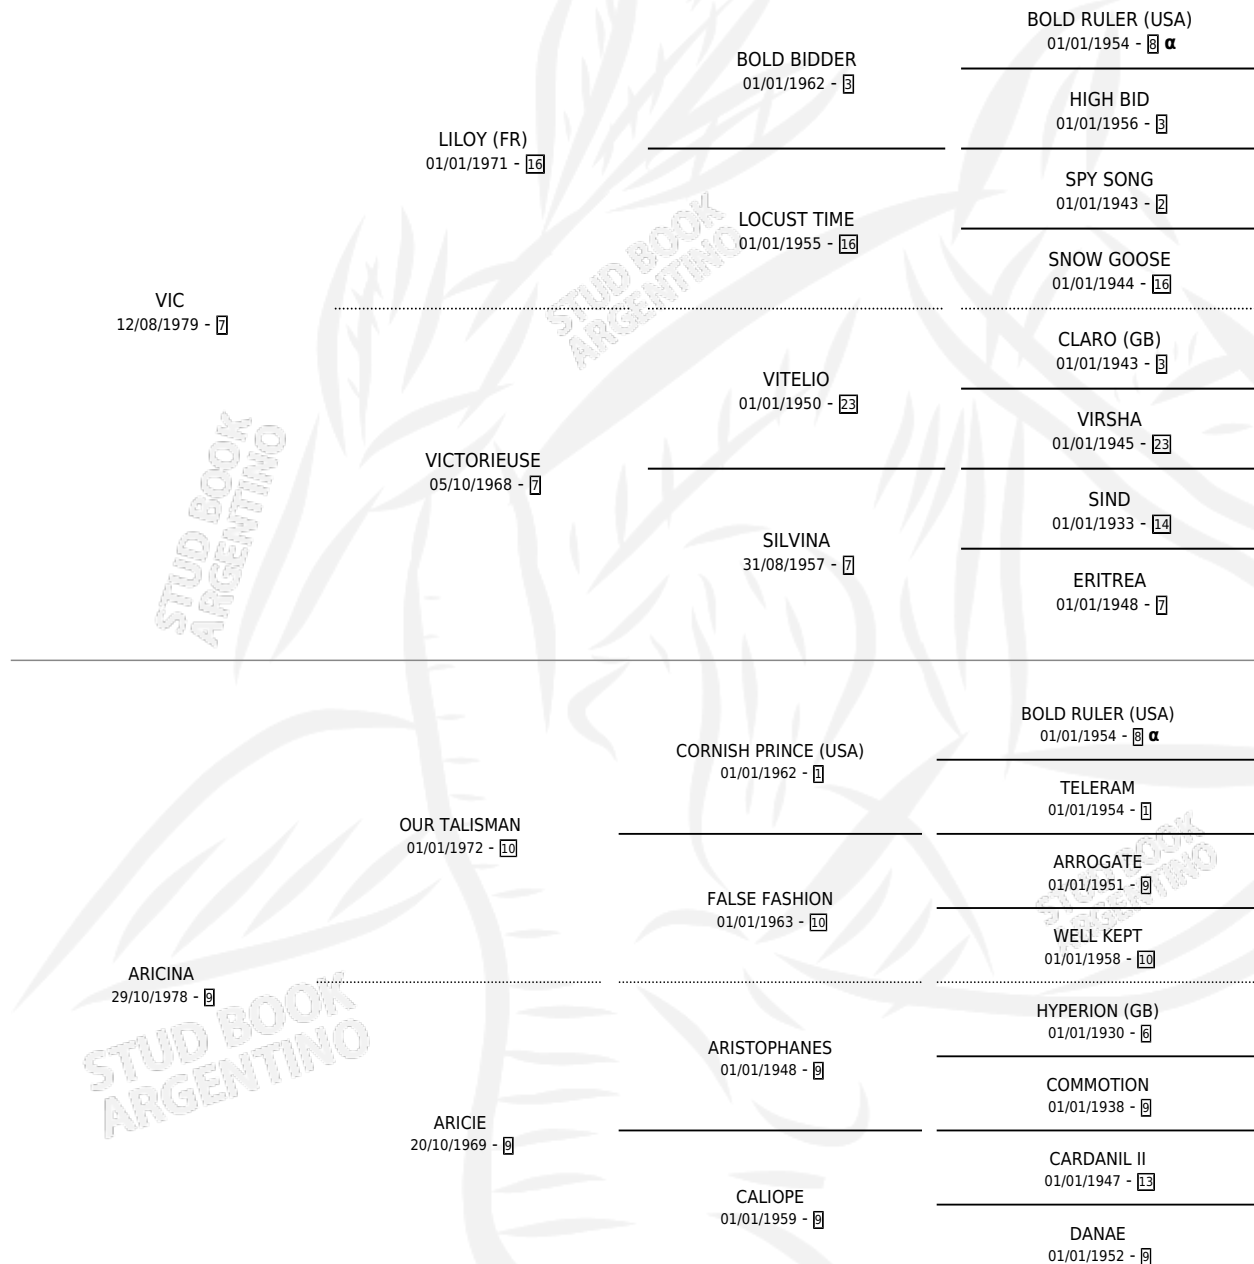 BOLD RULER (USA)
01/01/1954 - 8 α
BOLD BIDDER
01/01/1962 - 3
HIGH BID
01/01/1956 - 3
LILOY (FR)
01/01/1971 - 16
SPY SONG
01/01/1943 - 2
LOCUST TIME
01/01/1955 - 16
SNOW GOOSE
01/01/1944 - 16
STUD BOOK
ARGENTINO
VIC
12/08/1979 - 7
CLARO (GB)
01/01/1943 - 3
VITELIO
01/01/1950 - 23
VIRSHA
01/01/1945 - 23
VICTORIEUSE
05/10/1968 - 7
SIND
01/01/1933 - 14
SILVINA
31/08/1957 - 7
ERITREA
01/01/1948 - 7
STUD BOOK
ARGENTINO
BOLD RULER (USA)
01/01/1954 - 8 α
CORNISH PRINCE (USA)
01/01/1962 - 1
TELERAM
01/01/1954 - 1
OUR TALISMAN
01/01/1972 - 10
ARROGATE
01/01/1951 - 9
FALSE FASHION
01/01/1963 - 10
WELL KEPT
01/01/1958 - 10
STUD BOOK
ARGENTINO
ARICINA
29/10/1978 - 9
HYPERION (GB)
01/01/1930 - 6
ARISTOPHANES
01/01/1948 - 9
COMMOTION
01/01/1938 - 9
STUD BOOK
ARGENTINO
ARICIE
20/10/1969 - 9
CARDANIL II
01/01/1947 - 13
CALIOPE
01/01/1959 - 9
DANAE
01/01/1952 - 9